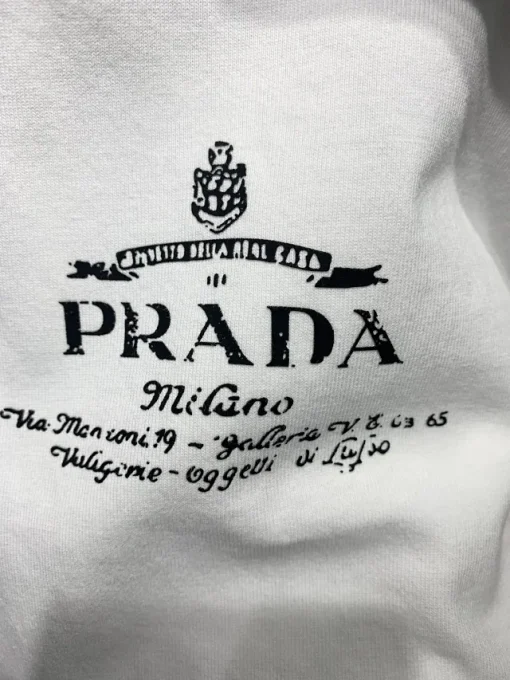 DELLA REAL CASA
PRADA
Milano
Via Manzoni.19 - galleria V. E. 63 65
Valigerie - oggetti di Lusso